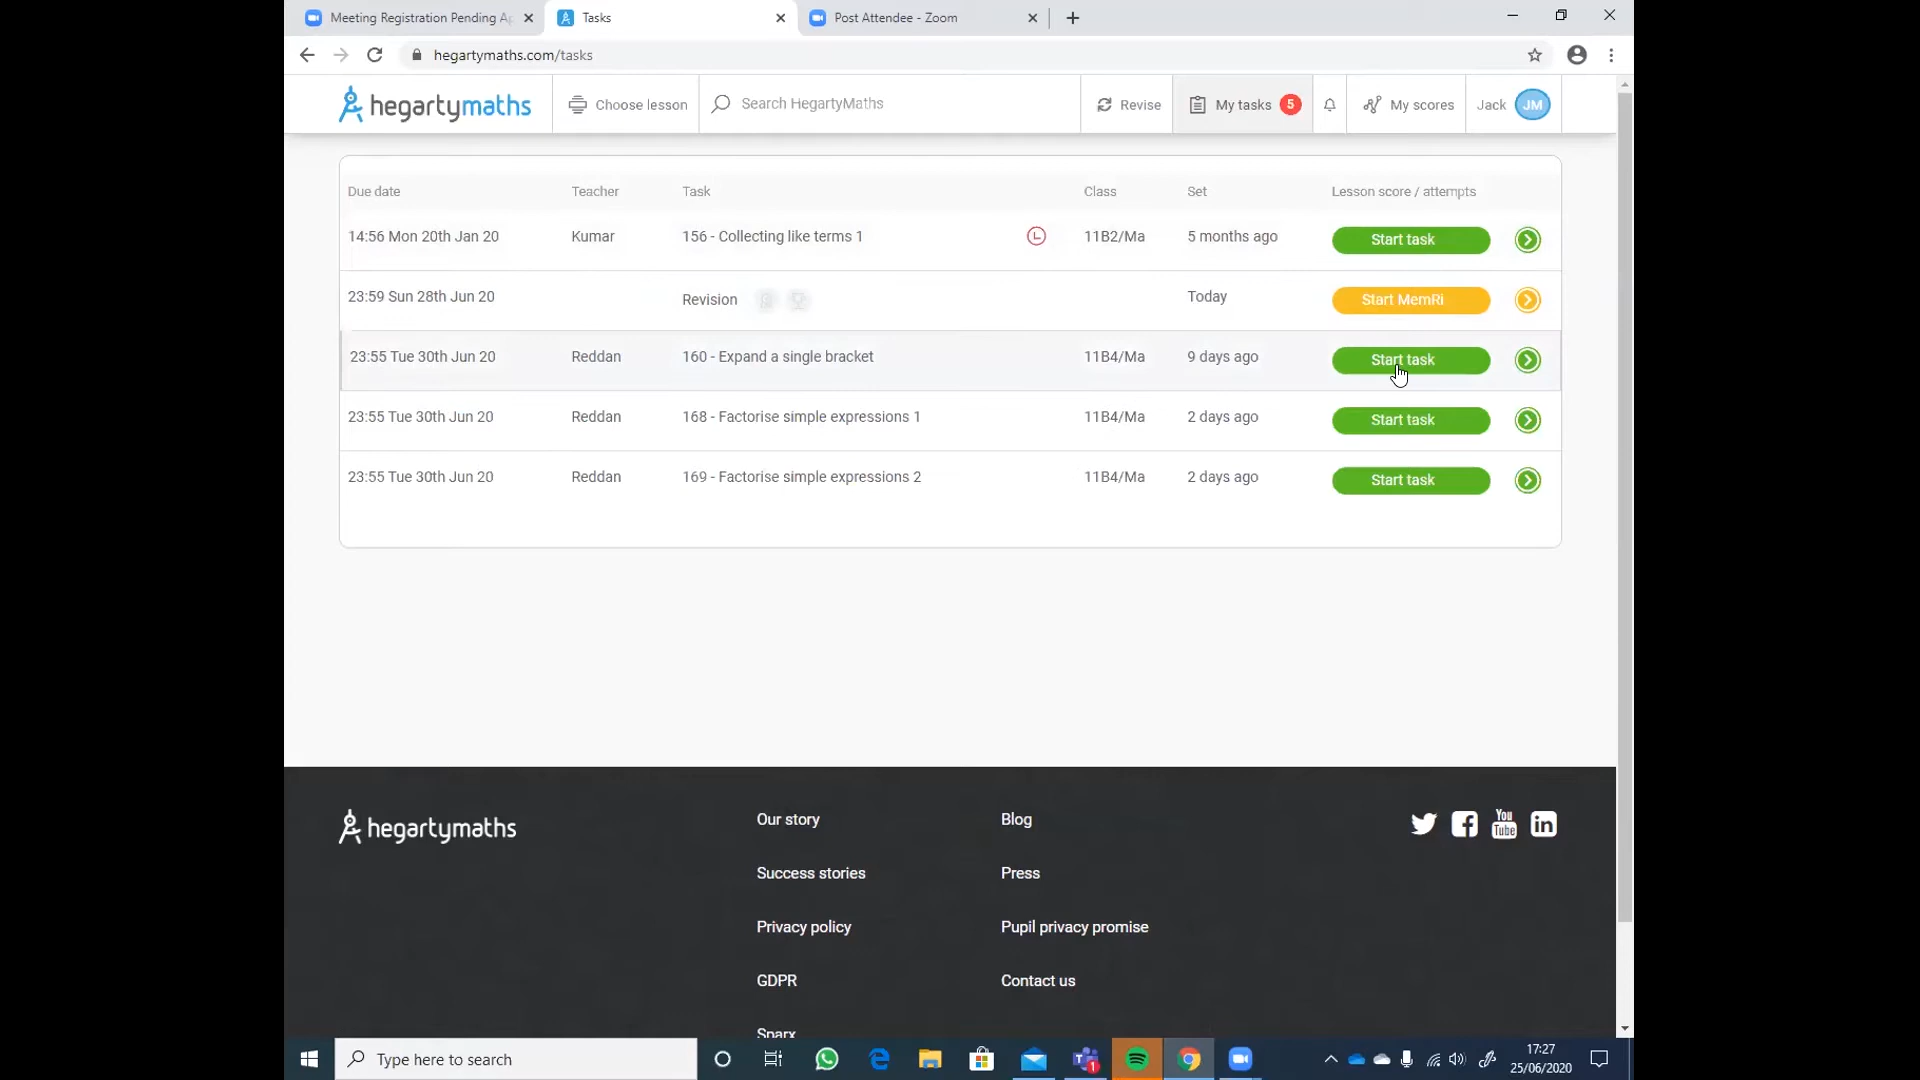 Meeting Registration Pending Ap
Tasks
Post Attendee - Zoom
hegartymaths.com/tasks
hegartymaths
Choose lesson
Search HegartyMaths
Revise
My tasks 5
My scores
Jack JM
Due date Teacher Task Class Set Lesson score / attempts
14:56 Mon 20th Jan 20 Kumar 156 - Collecting like terms 1 11B2/Ma 5 months ago Start task
23:59 Sun 28th Jun 20 Revision Today Start MemRi
23:55 Tue 30th Jun 20 Reddan 160 - Expand a single bracket 11B4/Ma 9 days ago Start task
23:55 Tue 30th Jun 20 Reddan 168 - Factorise simple expressions 1 11B4/Ma 2 days ago Start task
23:55 Tue 30th Jun 20 Reddan 169 - Factorise simple expressions 2 11B4/Ma 2 days ago Start task
hegartymaths
Our story Blog
You Tube
in
Success stories Press
Privacy policy Pupil privacy promise
GDPR Contact us
Sparx
Type here to search
1
17:27
25/06/2020